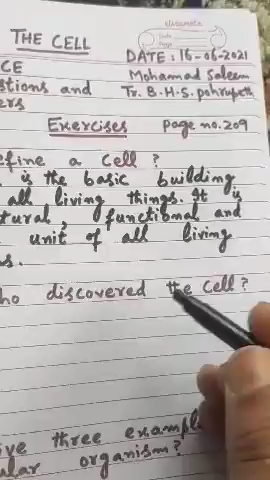 THE CELL
DATE: 16-06-2021
CE
Mohammad Saleem
stions and
Tr. B.H.S. pohrupeth
ers
Exercises page no.209
efine a cell?
is the basic building
all living things. It is
tural, functional and
unit of all living
s.
ho discovered the cell?
ive three exampl
ular organism?